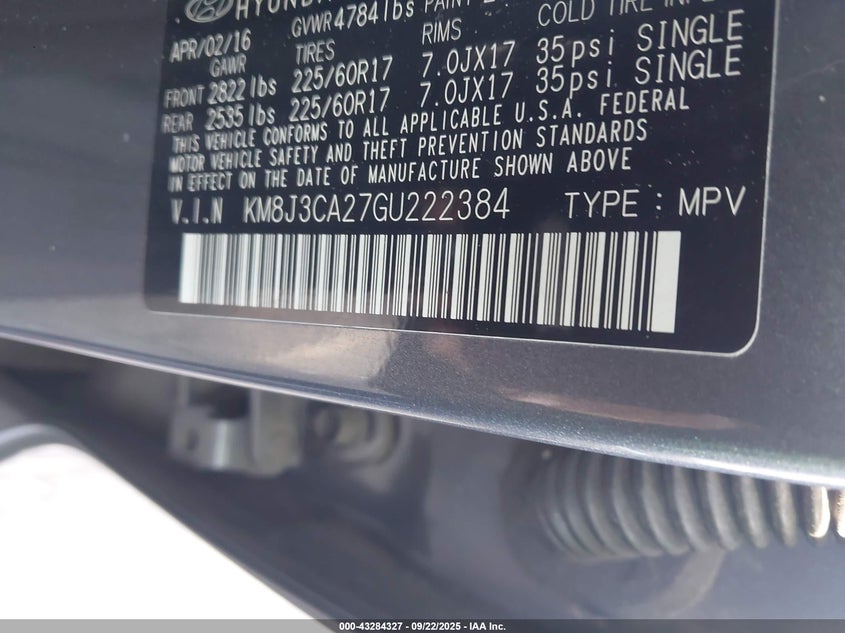 HYUNDAI
GVWR 4784 lbs PAINT
COLD TIRE
APR/02/16
GAWR TIRES RIMS
FRONT 2822 lbs 225/60R17 7.0JX17 35psi SINGLE
REAR 2535 lbs 225/60R17 7.0JX17 35psi SINGLE
THIS VEHICLE CONFORMS TO ALL APPLICABLE U.S.A. FEDERAL
MOTOR VEHICLE SAFETY AND THEFT PREVENTION STANDARDS
IN EFFECT ON THE DATE OF MANUFACTURE SHOWN ABOVE
V.I.N KM8J3CA27GU222384 TYPE : MPV
000-43284327 - 09/22/2025 - IAA Inc.